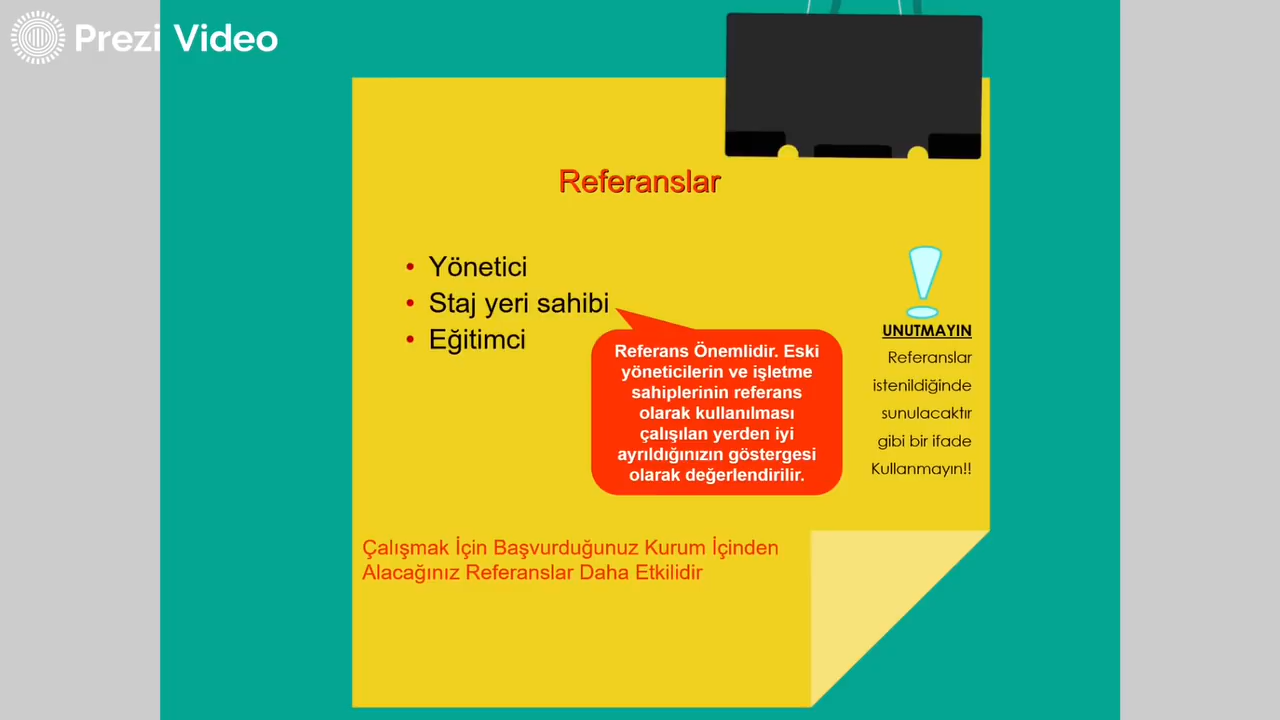 Prezi Video
Referanslar
• Yönetici
• Staj yeri sahibi
• Eğitimci
Referans Önemlidir. Eski
yöneticilerin ve işletme
sahiplerinin referans
olarak kullanılması
çalışılan yerden iyi
ayrıldığınızın göstergesi
olarak değerlendirilir.
UNUTMAYIN
Referanslar
istenildiğinde
sunulacaktır
gibi bir ifade
Kullanmayın!!
Çalışmak İçin Başvurduğunuz Kurum İçinden
Alacağınız Referanslar Daha Etkilidir